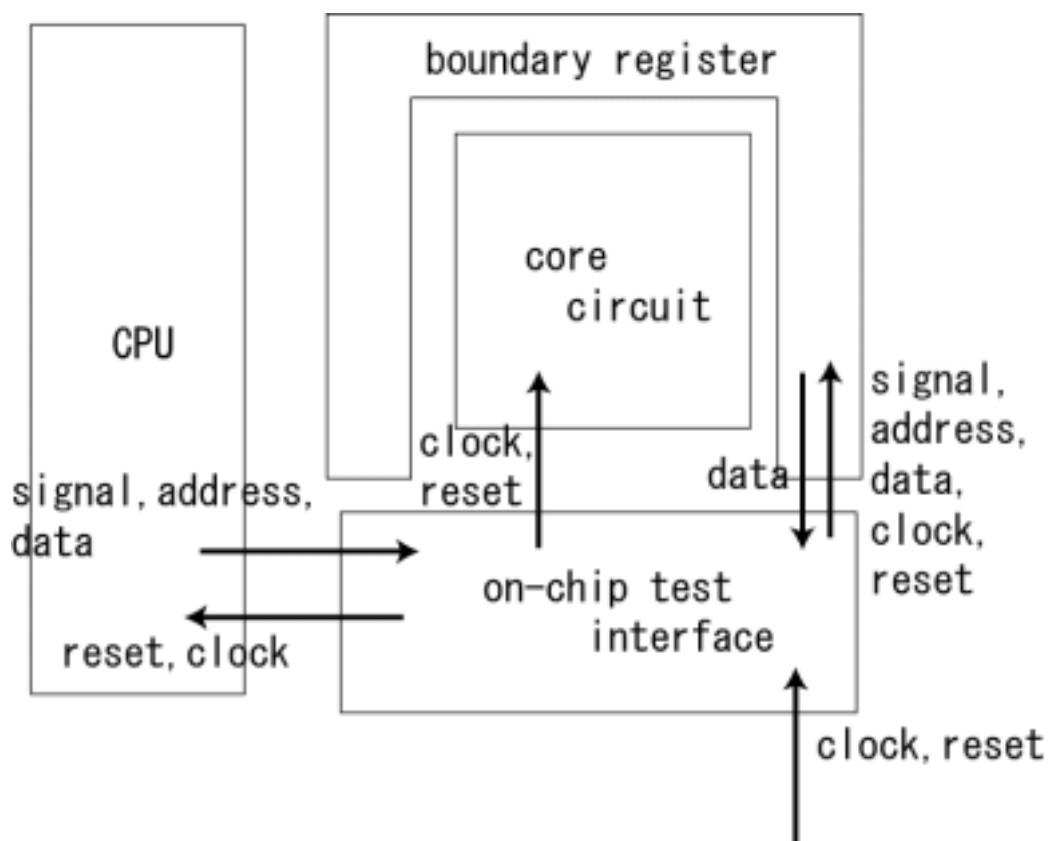 boundary register
core
circuit
CPU
clock,
reset
data
signal,
address,
data,
clock,
reset
signal,address,
data
on-chip test
interface
reset,clock
clock,reset